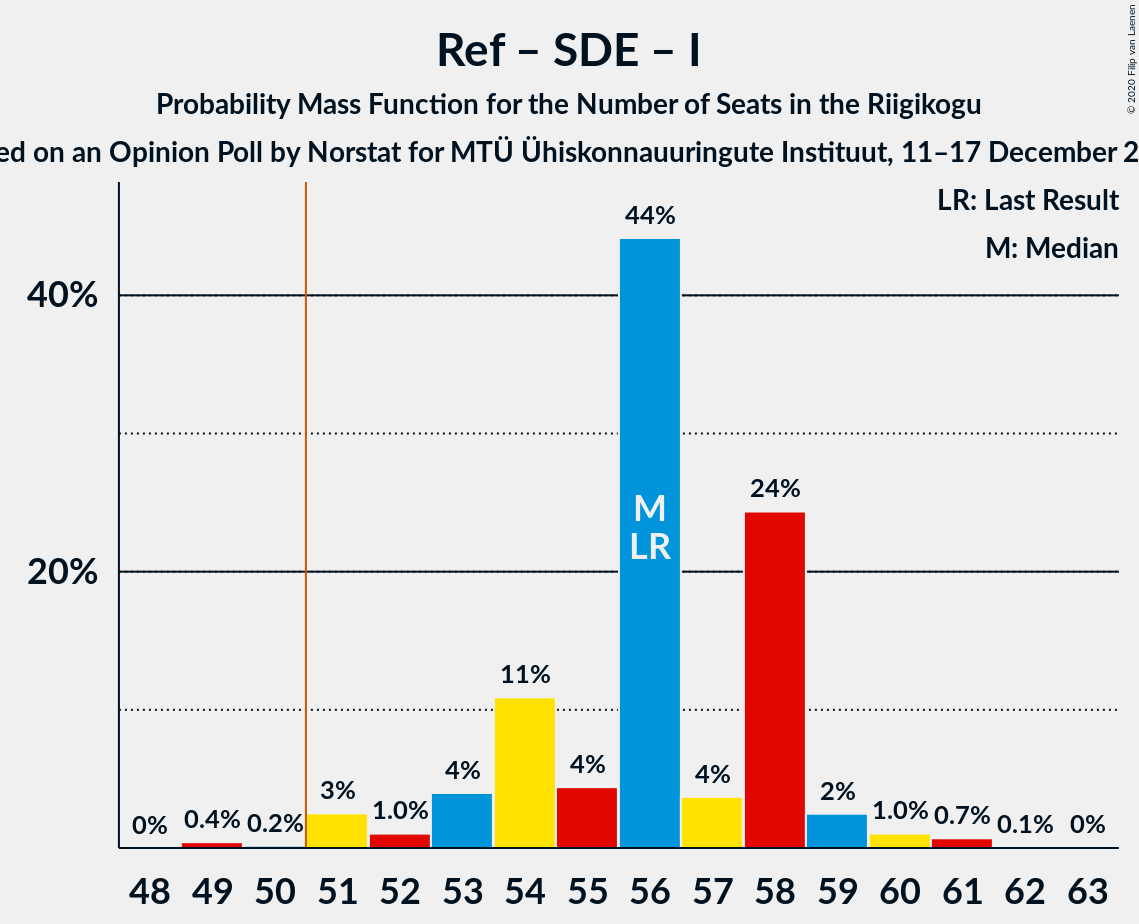 Ref – SDE – I
Probability Mass Function for the Number of Seats in the Riigikogu
on an Opinion Poll by Norstat for MTÜ Ühiskonnauuringute Instituut, 11–17 December
© 2020 Filip van Laenen
LR: Last Result
M: Median
40%
20%
0%
0.4%
0.2%
3%
1.0%
4%
11%
4%
44%
M
LR
4%
24%
2%
1.0%
0.7%
0.1%
0%
48 49 50 51 52 53 54 55 56 57 58 59 60 61 62 63